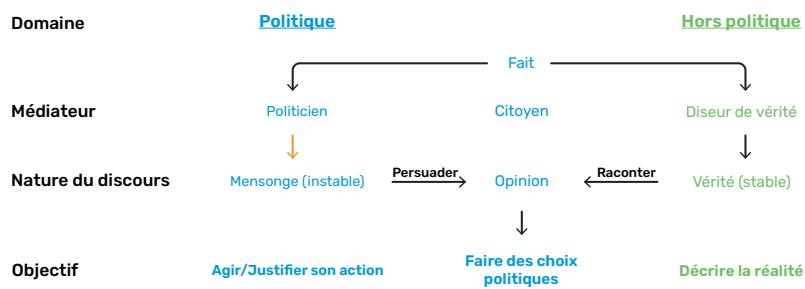 Domaine
Politique
Hors politique
Fait
Médiateur
Politicien
Citoyen
Diseur de vérité
Nature du discours
Mensonge (instable)
Persuader
Opinion
Raconter
Vérité (stable)
Objectif
Agir/Justifier son action
Faire des choix
politiques
Décrire la réalité